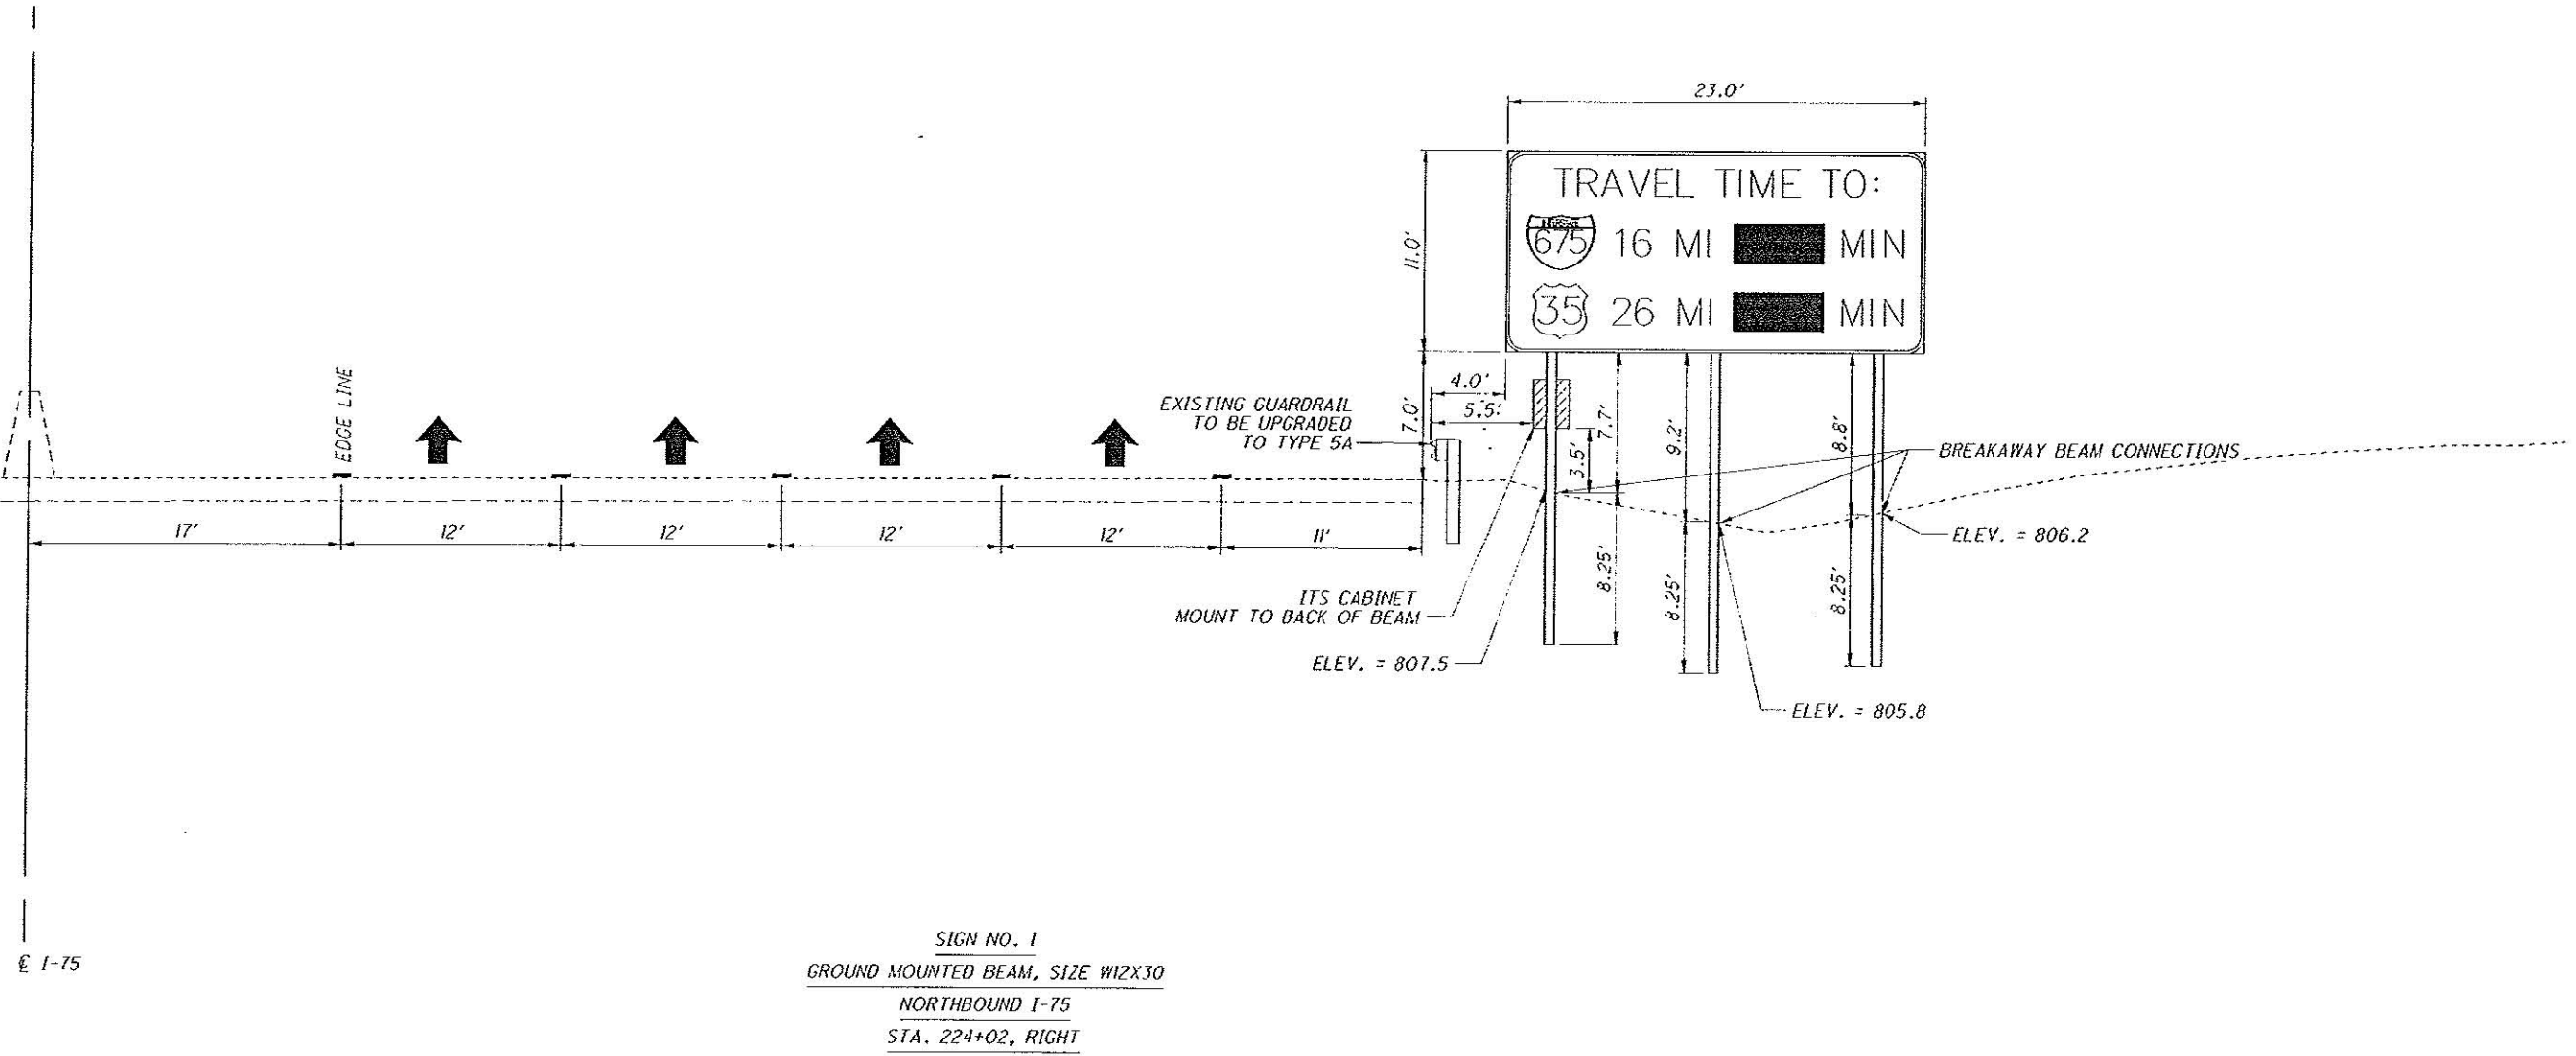 23.0'
TRAVEL TIME TO:
675 16 MI MIN
35 26 MI MIN
11.0'
7.0'
4.0'
5.5'
3.5'
7.7'
9.2'
8.8'
8.25'
8.25'
8.25'
EDGE LINE
EXISTING GUARDRAIL
TO BE UPGRADED
TO TYPE 5A
BREAKAWAY BEAM CONNECTIONS
17'
12'
12'
12'
12'
11'
ELEV. = 806.2
ITS CABINET
MOUNT TO BACK OF BEAM
ELEV. = 807.5
ELEV. = 805.8
℄ I-75
SIGN NO. 1
GROUND MOUNTED BEAM, SIZE W12X30
NORTHBOUND I-75
STA. 224+02, RIGHT